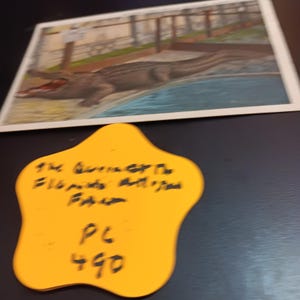 The Queen of the
Florida Alligator
Farm
PC
490